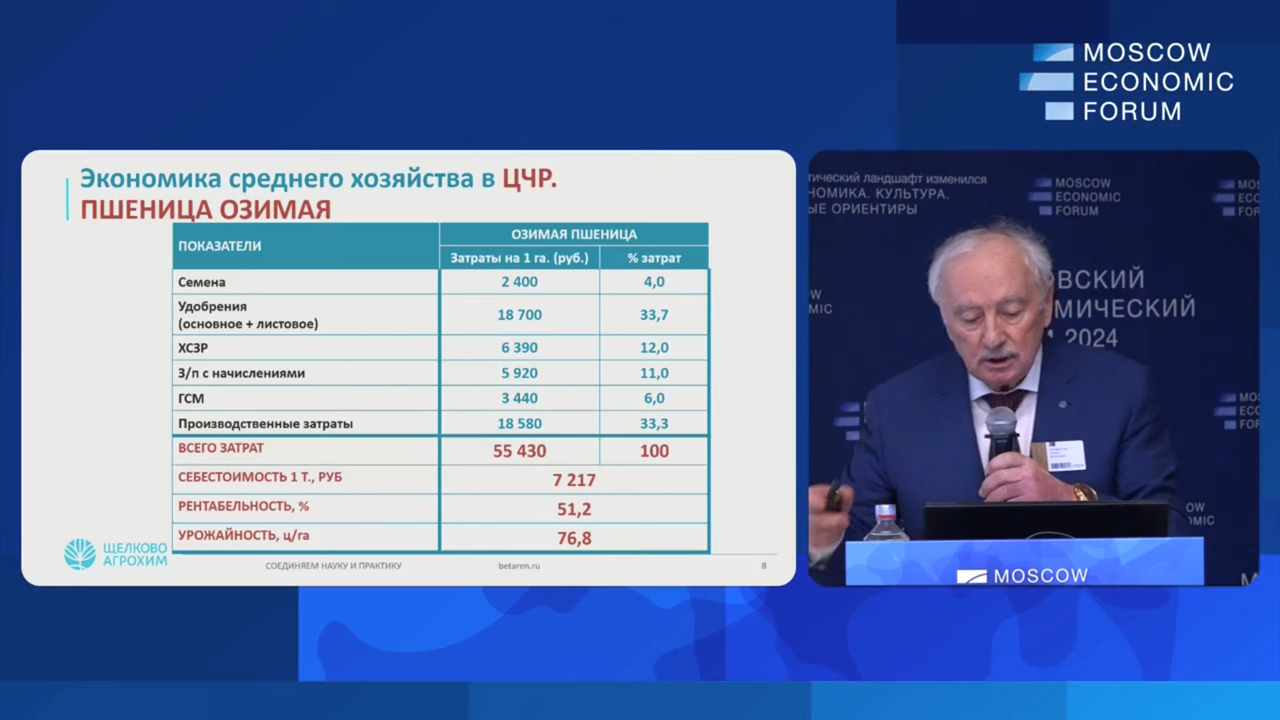 MOSCOW
ECONOMIC
FORUM
Экономика среднего хозяйства в ЦЧР.
ПШЕНИЦА ОЗИМАЯ
ПОКАЗАТЕЛИ
ОЗИМАЯ ПШЕНИЦА
Затраты на 1 га. (руб.)
% затрат
Семена
2 400
4,0
Удобрения
(основное + листовое)
18 700
33,7
ХСЗР
6 390
12,0
З/п с начислениями
5 920
11,0
ГСМ
3 440
6,0
Производственные затраты
18 580
33,3
ВСЕГО ЗАТРАТ
55 430
100
СЕБЕСТОИМОСТЬ 1 Т., РУБ
7 217
РЕНТАБЕЛЬНОСТЬ, %
51,2
УРОЖАЙНОСТЬ, ц/га
76,8
ЩЕЛКОВО
АГРОХИМ
СОЕДИНЯЕМ НАУКУ И ПРАКТИКУ
betaren.ru
8
ландшафт изменился
КУЛЬТУРА.
ОРИЕНТИРЫ
MOSCOW
ECONOMIC
FORUM
2024
MOSCOW